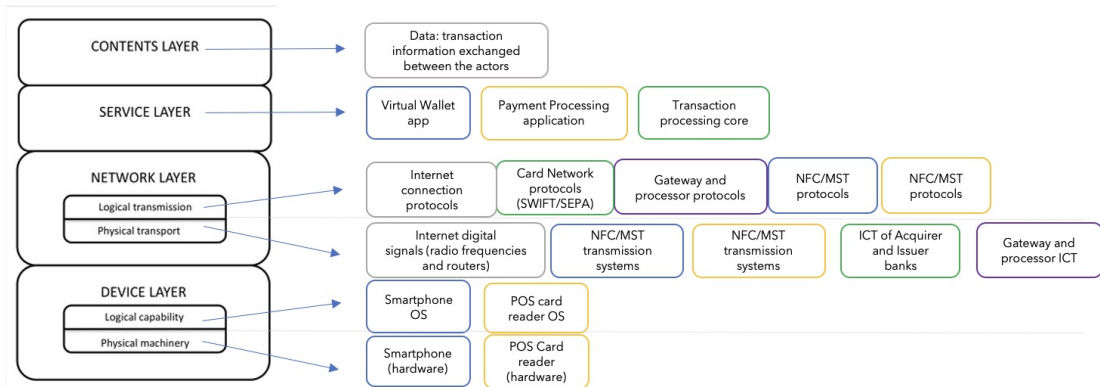 CONTENTS LAYER
Data: transaction
information exchanged
between the actors
SERVICE LAYER
Virtual Wallet
app
Payment Processing
application
Transaction
processing core
NETWORK LAYER
Logical transmission
Physical transport
Internet
connection
protocols
Card Network
protocols
(SWIFT/SEPA)
Gateway and
processor protocols
NFC/MST
protocols
NFC/MST
protocols
Internet digital
signals (radio frequencies
and routers)
NFC/MST
transmission
systems
NFC/MST
transmission
systems
ICT of Acquirer
and Issuer
banks
Gateway and
processor ICT
DEVICE LAYER
Logical capability
Physical machinery
Smartphone
OS
POS card
reader OS
Smartphone
(hardware)
POS Card
reader
(hardware)